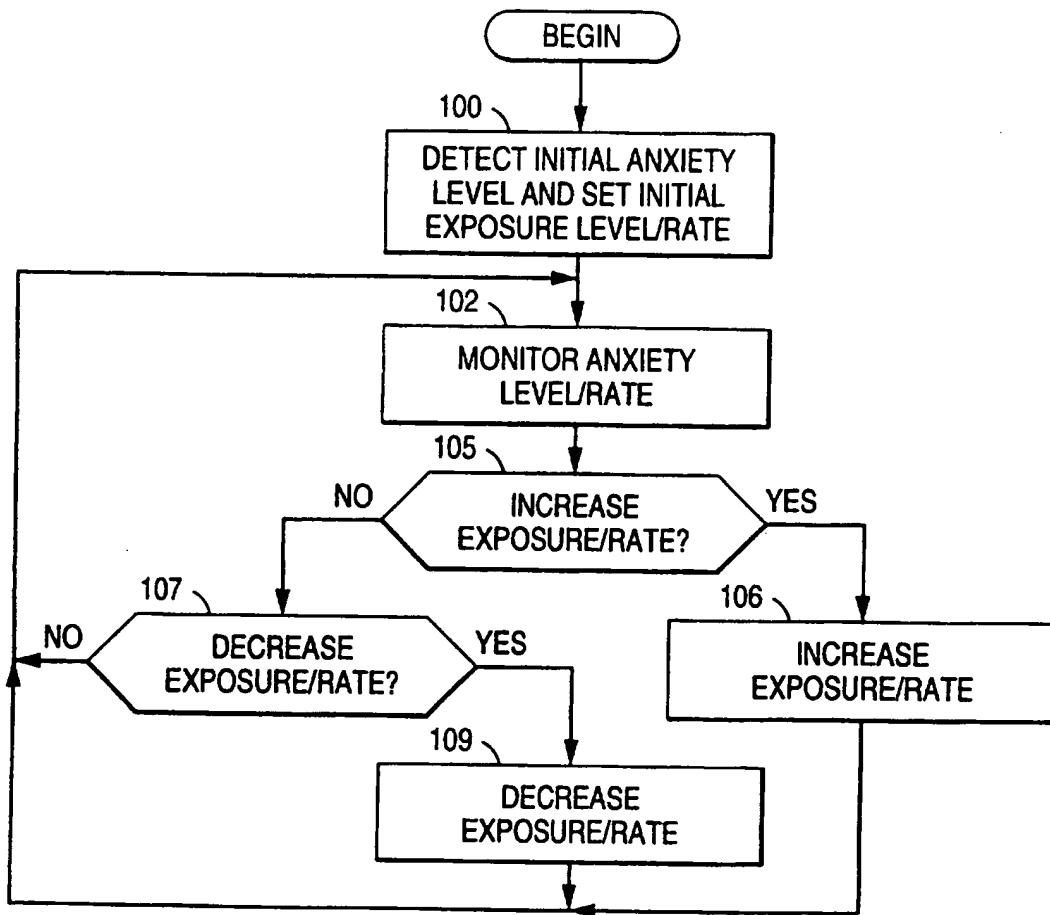 BEGIN
100
DETECT INITIAL ANXIETY
LEVEL AND SET INITIAL
EXPOSURE LEVEL/RATE
102
MONITOR ANXIETY
LEVEL/RATE
105
NO
INCREASE
EXPOSURE/RATE?
YES
107
NO
DECREASE
EXPOSURE/RATE?
YES
106
INCREASE
EXPOSURE/RATE
109
DECREASE
EXPOSURE/RATE